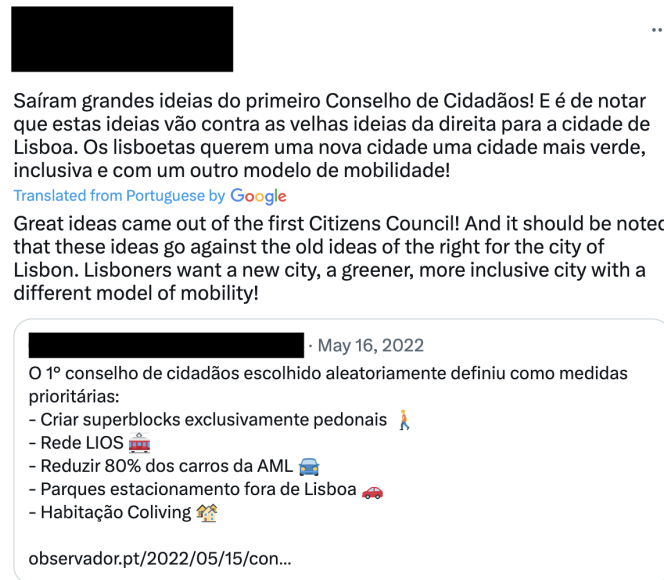 Saíram grandes ideias do primeiro Conselho de Cidadãos! E é de notar
que estas ideias vão contra as velhas ideias da direita para a cidade de
Lisboa. Os lisboetas querem uma nova cidade uma cidade mais verde,
inclusiva e com um outro modelo de mobilidade!
Translated from Portuguese by Google
Great ideas came out of the first Citizens Council! And it should be noted
that these ideas go against the old ideas of the right for the city of
Lisbon. Lisboners want a new city, a greener, more inclusive city with a
different model of mobility!
· May 16, 2022
O 1º conselho de cidadãos escolhido aleatoriamente definiu como medidas
prioritárias:
- Criar superblocks exclusivamente pedonais 🚶
- Rede LIOS 🚋
- Reduzir 80% dos carros da AML 🚘
- Parques estacionamento fora de Lisboa 🚗
- Habitação Coliving 🏘️
observador.pt/2022/05/15/con...